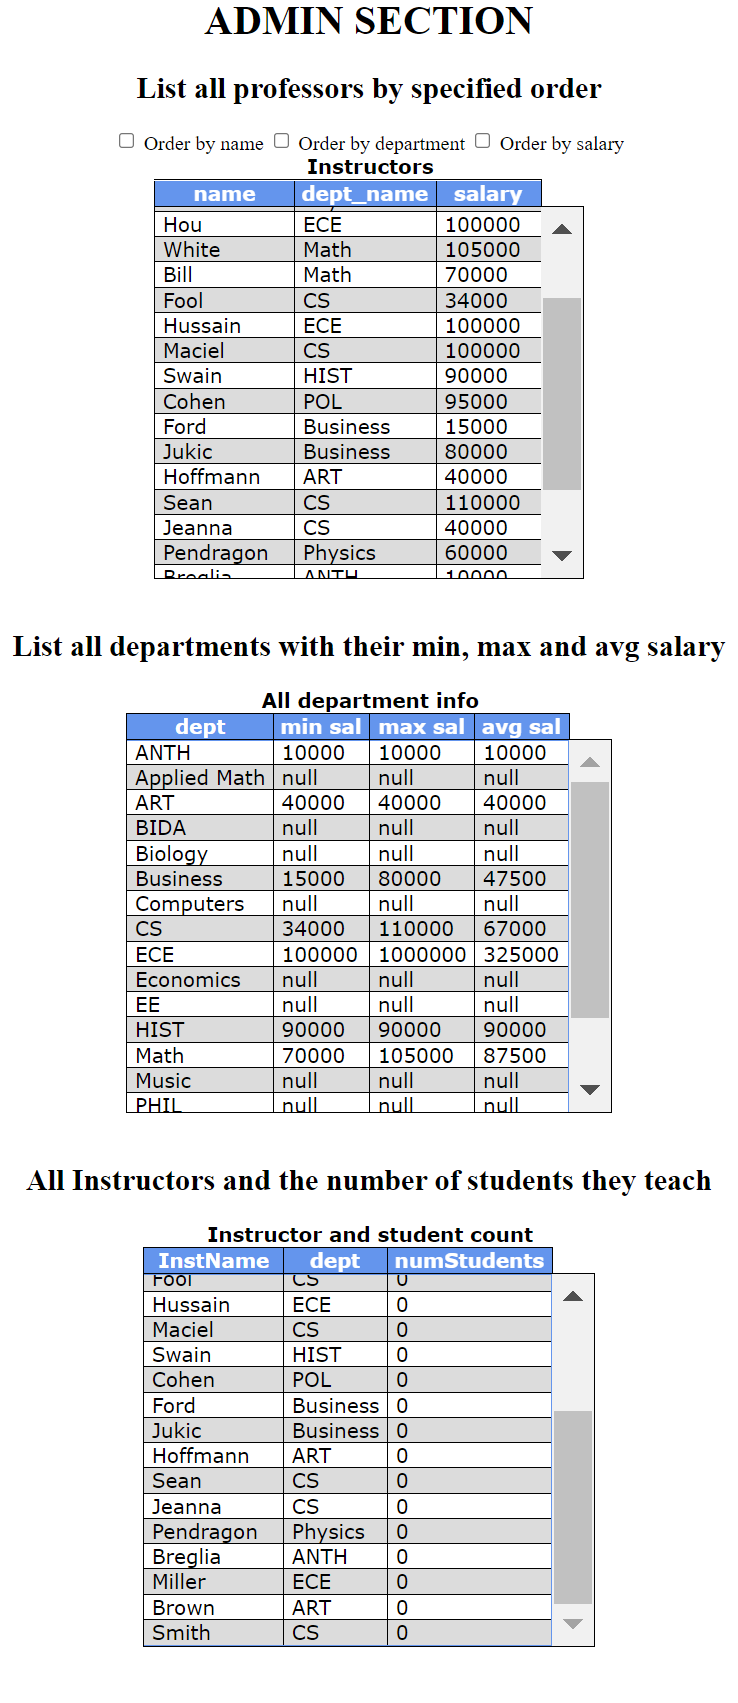 ADMIN SECTION
List all professors by specified order
Order by name Order by department Order by salary
Instructors
name dept_name salary
Hou ECE 100000
White Math 105000
Bill Math 70000
Fool CS 34000
Hussain ECE 100000
Maciel CS 100000
Swain HIST 90000
Cohen POL 95000
Ford Business 15000
Jukic Business 80000
Hoffmann ART 40000
Sean CS 110000
Jeanna CS 40000
Pendragon Physics 60000
Breglia ANTH 10000
List all departments with their min, max and avg salary
All department info
dept min sal max sal avg sal
ANTH 10000 10000 10000
Applied Math null null null
ART 40000 40000 40000
BIDA null null null
Biology null null null
Business 15000 80000 47500
Computers null null null
CS 34000 110000 67000
ECE 100000 1000000 325000
Economics null null null
EE null null null
HIST 90000 90000 90000
Math 70000 105000 87500
Music null null null
PHIL null null null
All Instructors and the number of students they teach
Instructor and student count
InstName dept numStudents
Fool CS 0
Hussain ECE 0
Maciel CS 0
Swain HIST 0
Cohen POL 0
Ford Business 0
Jukic Business 0
Hoffmann ART 0
Sean CS 0
Jeanna CS 0
Pendragon Physics 0
Breglia ANTH 0
Miller ECE 0
Brown ART 0
Smith CS 0